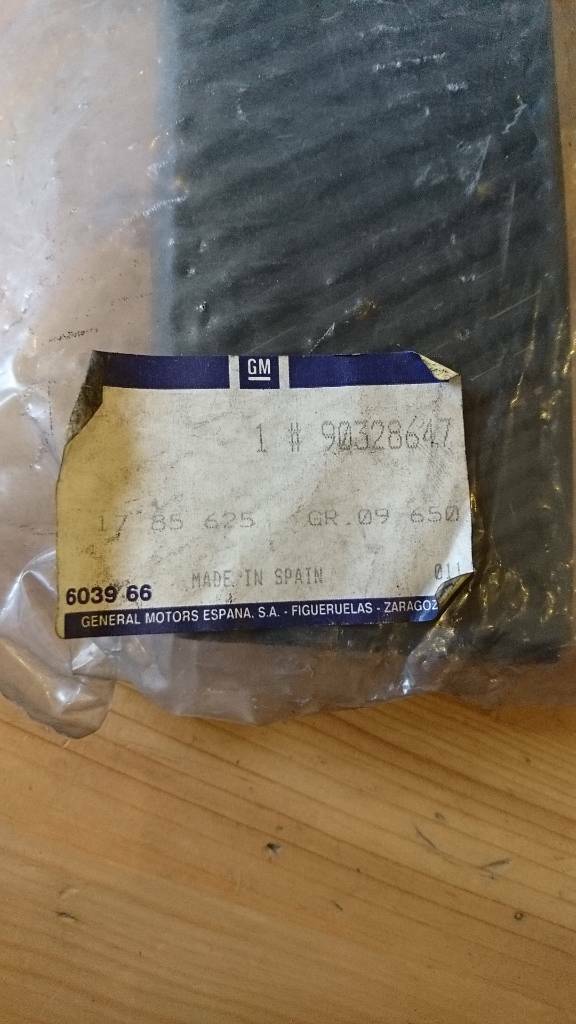 GM
1 # 90328647
17 85 625 GR.09 650
MADE IN SPAIN 011
6039 66
GENERAL MOTORS ESPANA. S.A. - FIGUERUELAS - ZARAGOZ